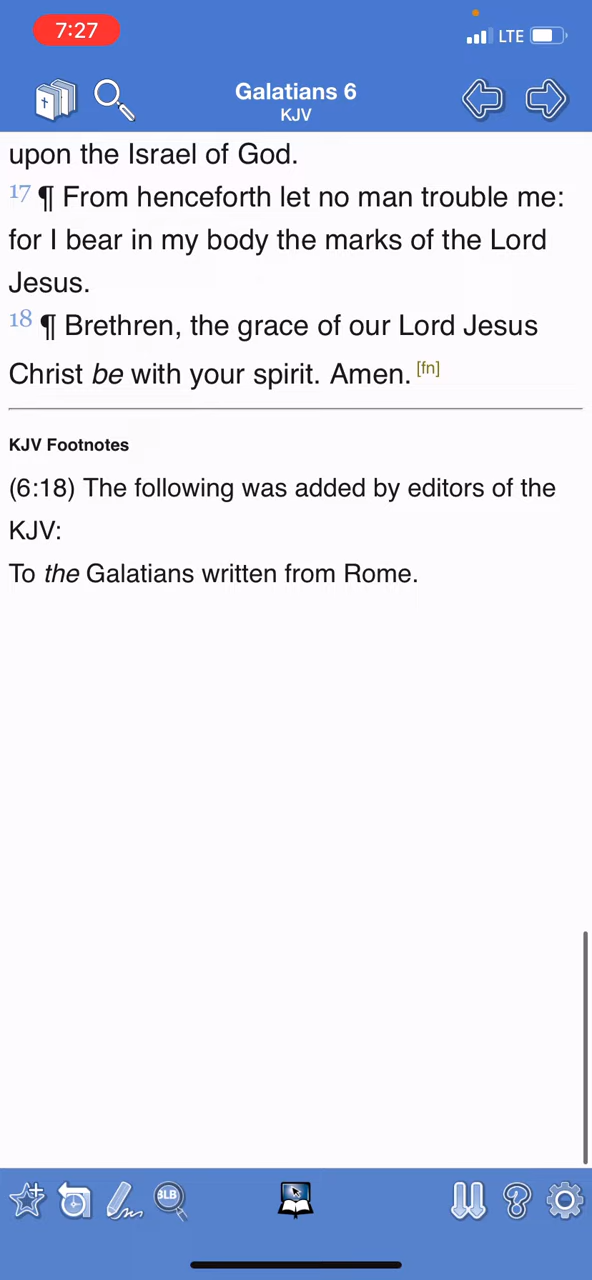 7:27
LTE
Galatians 6
KJV
upon the Israel of God.
17 ¶ From henceforth let no man trouble me:
for I bear in my body the marks of the Lord
Jesus.
18 ¶ Brethren, the grace of our Lord Jesus
Christ be with your spirit. Amen. [fn]
KJV Footnotes
(6:18) The following was added by editors of the
KJV:
To the Galatians written from Rome.
BLB